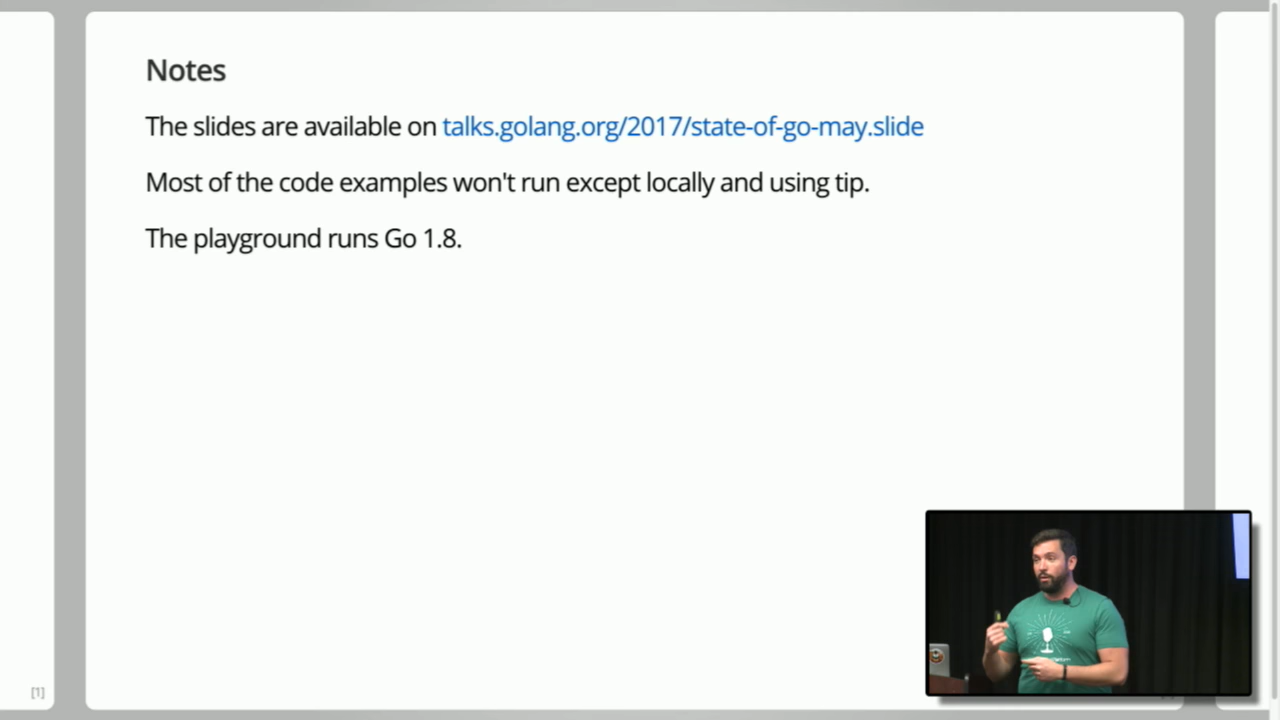 Notes
The slides are available on talks.golang.org/2017/state-of-go-may.slide
Most of the code examples won't run except locally and using tip.
The playground runs Go 1.8.
[1]